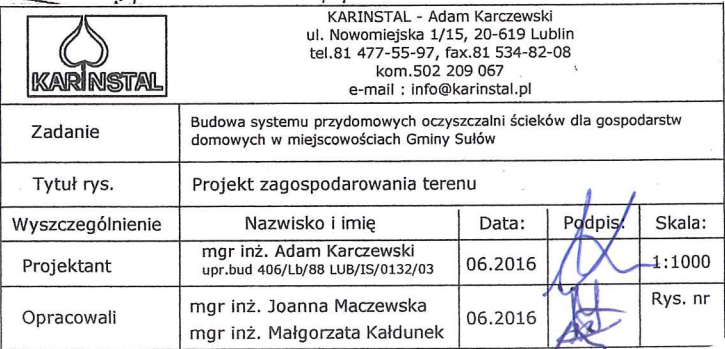 KARINSTAL - Adam Karczewski
ul. Nowomiejska 1/15, 20-619 Lublin
tel.81 477-55-97, fax.81 534-82-08
kom.502 209 067
e-mail : info@karinstal.pl
KARINSTAL
Zadanie
Budowa systemu przydomowych oczyszczalni ścieków dla gospodarstw
domowych w miejscowościach Gminy Sułów
Tytuł rys.
Projekt zagospodarowania terenu
Wyszczególnienie Nazwisko i imię Data: Podpis: Skala:
Projektant
mgr inż. Adam Karczewski
upr.bud 406/Lb/88 LUB/IS/0132/03
06.2016 1:1000
Opracowali
mgr inż. Joanna Maczewska
mgr inż. Małgorzata Kałdunek
06.2016
Rys. nr